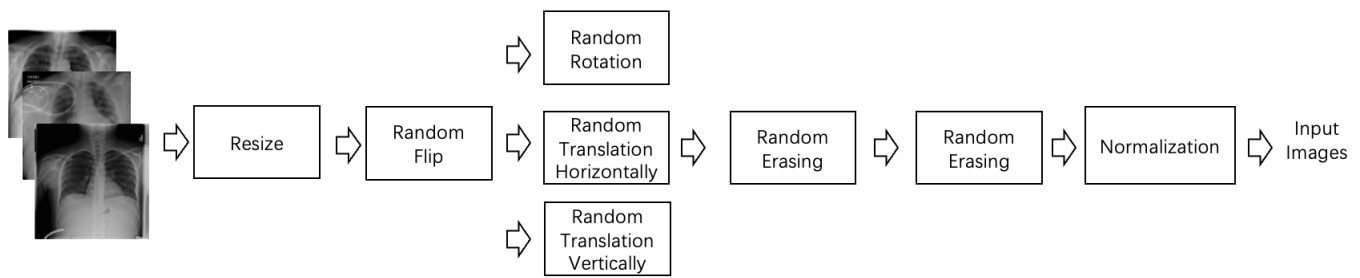 Random
Rotation
Resize
Random
Flip
Random
Translation
Horizontally
Random
Erasing
Random
Erasing
Normalization
Input
Images
Random
Translation
Vertically